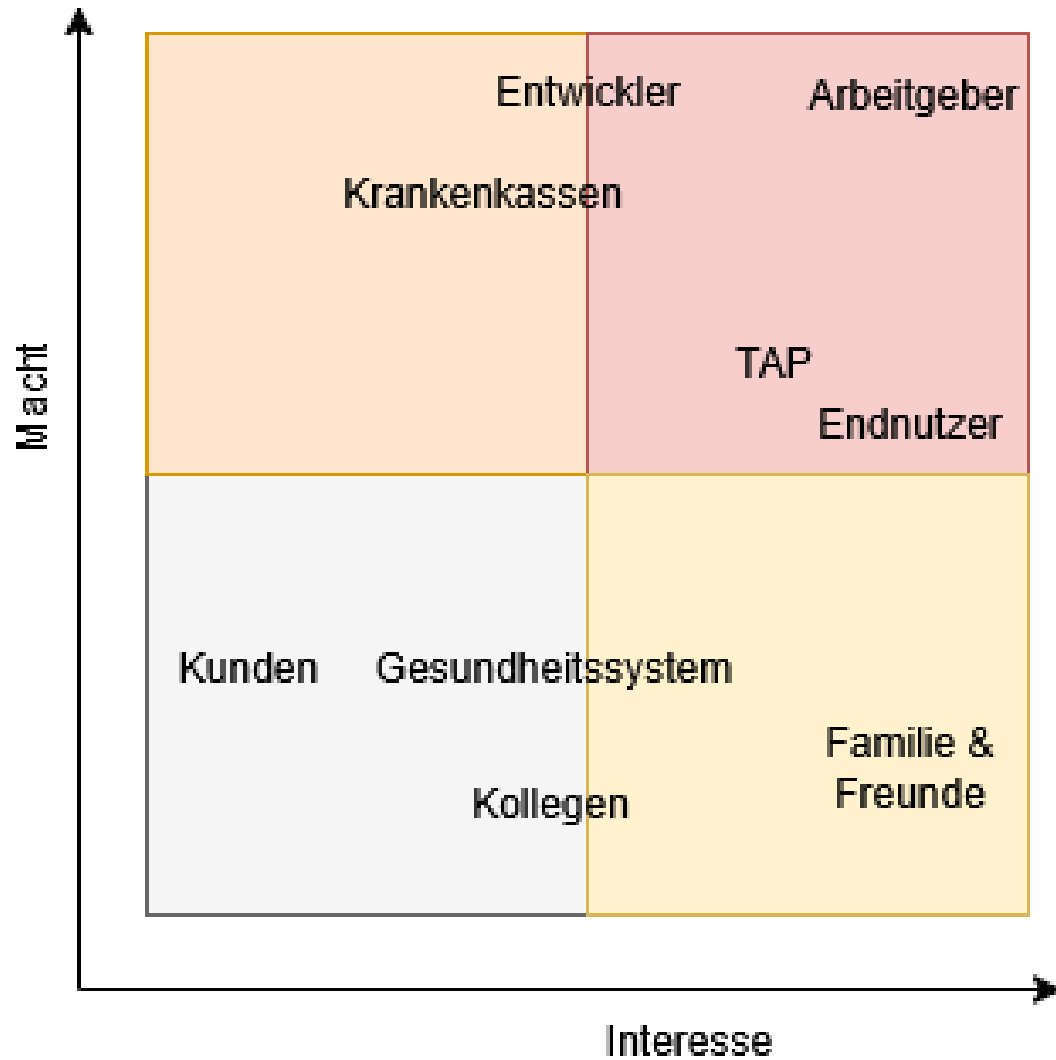 Entwickler
Arbeitgeber
Krankenkassen
Macht
TAP
Endnutzer
Kunden
Gesundheitssystem
Familie &
Freunde
Kollegen
Interesse